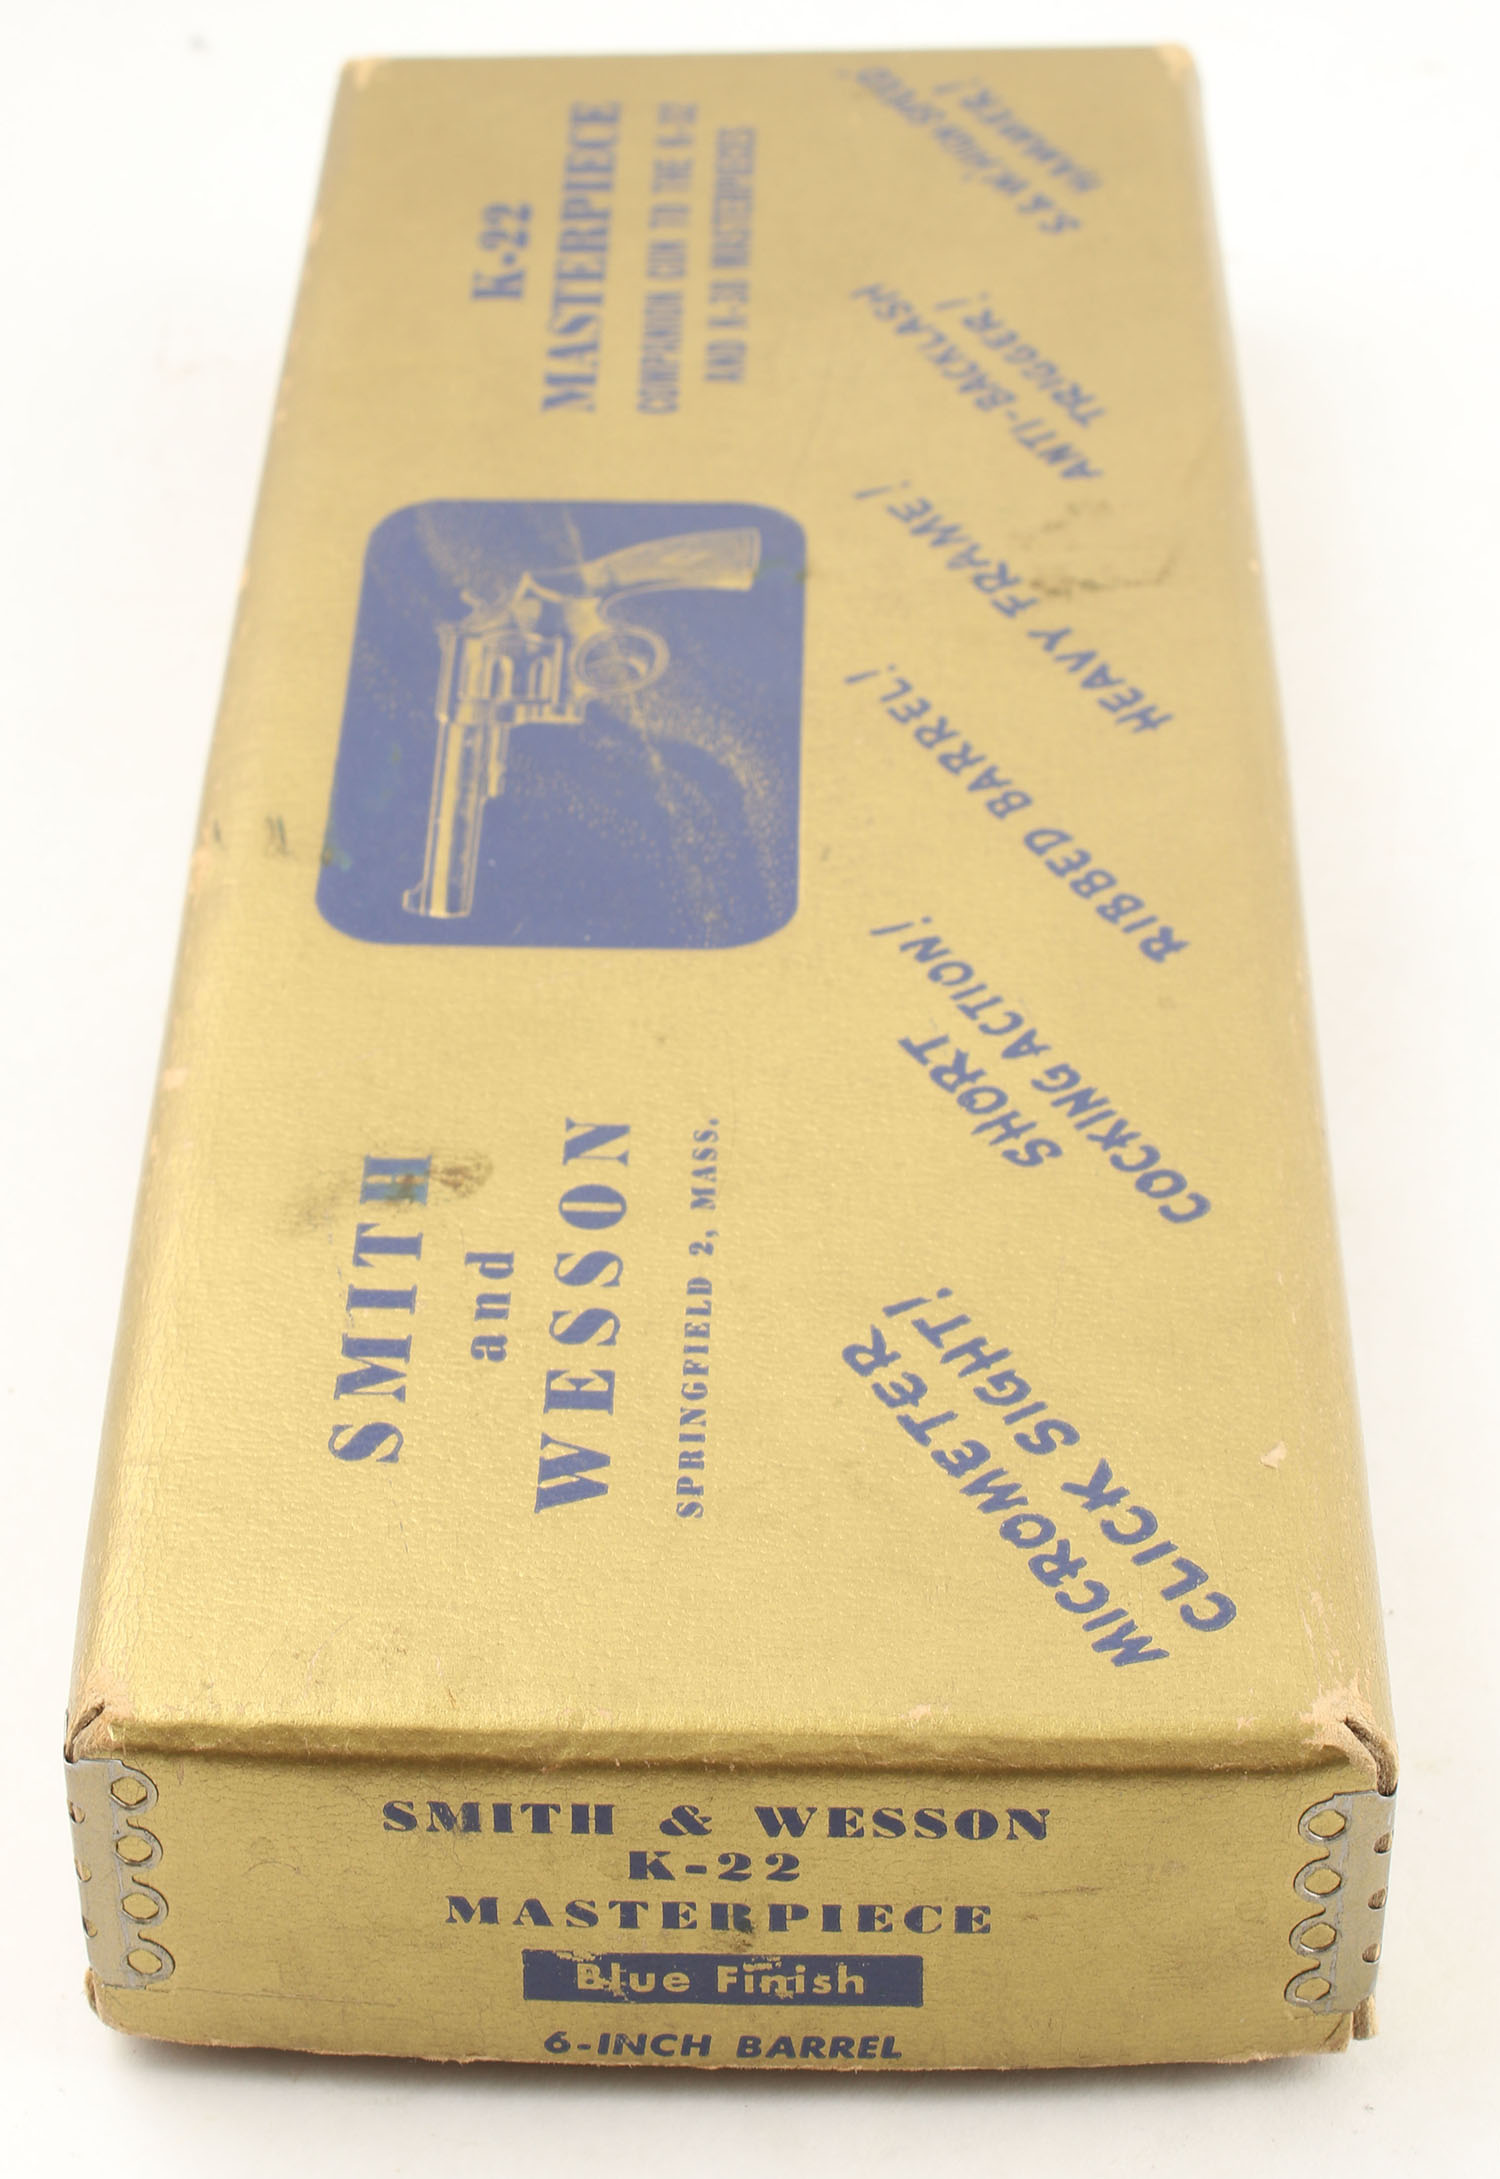 SMITH
and
WESSON
SPRINGFIELD 2, MASS.
K-22
MASTERPIECE
COMPANION GUN TO THE K-32
AND K-38 MASTERPIECES
MICROMETER
CLICK SIGHT!
SHORT
COCKING ACTION!
RIBBED BARREL!
HEAVY FRAME!
ANTI-BACKLASH
TRIGGER!
S & W "HIGH SPEED"
HAMMER!
SMITH & WESSON
K-22
MASTERPIECE
Blue Finish
6-INCH BARREL